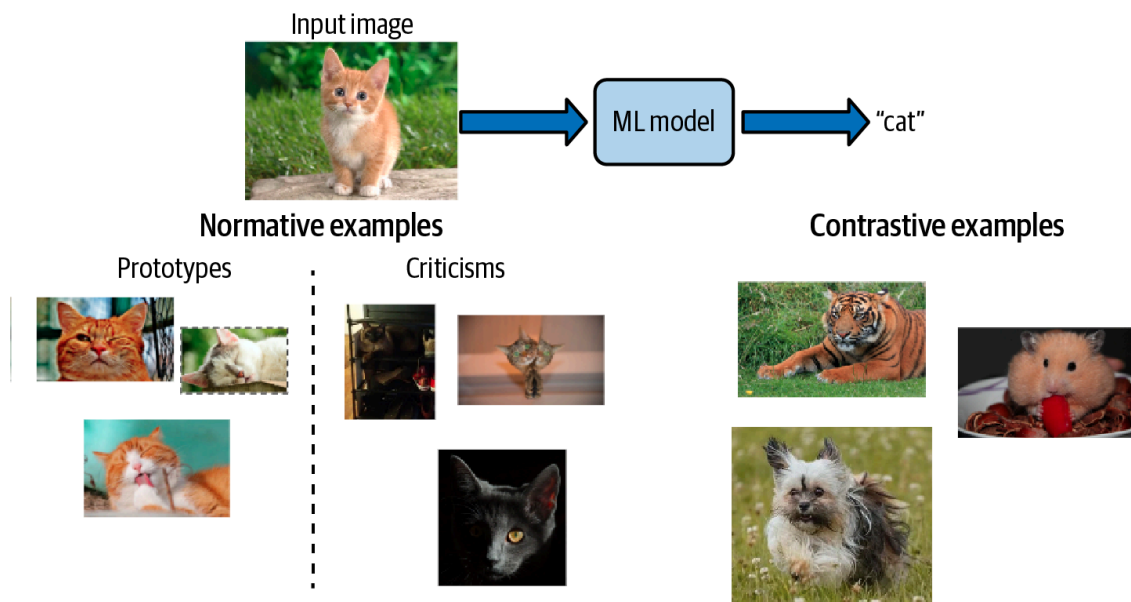 Input image
ML model
“cat”
Normative examples
Contrastive examples
Prototypes
Criticisms